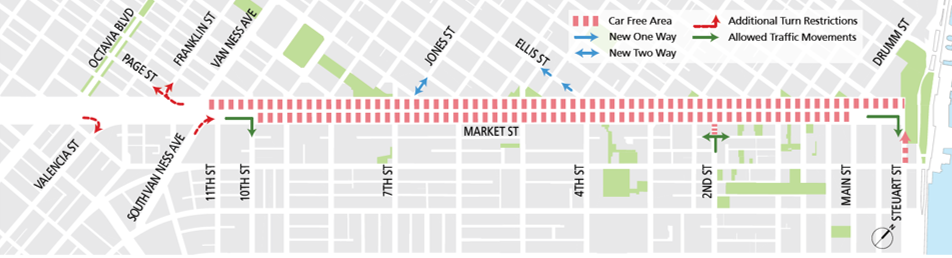 OCTAVIA BLVD
PAGE ST
FRANKLIN ST
VAN NESS AVE
JONES ST
ELLIS ST
Car Free Area
New One Way
New Two Way
Additional Turn Restrictions
Allowed Traffic Movements
DRUMM ST
MARKET ST
VALENCIA ST
SOUTH VAN NESS AVE
11TH ST
10TH ST
7TH ST
4TH ST
2ND ST
MAIN ST
STEUART ST
N